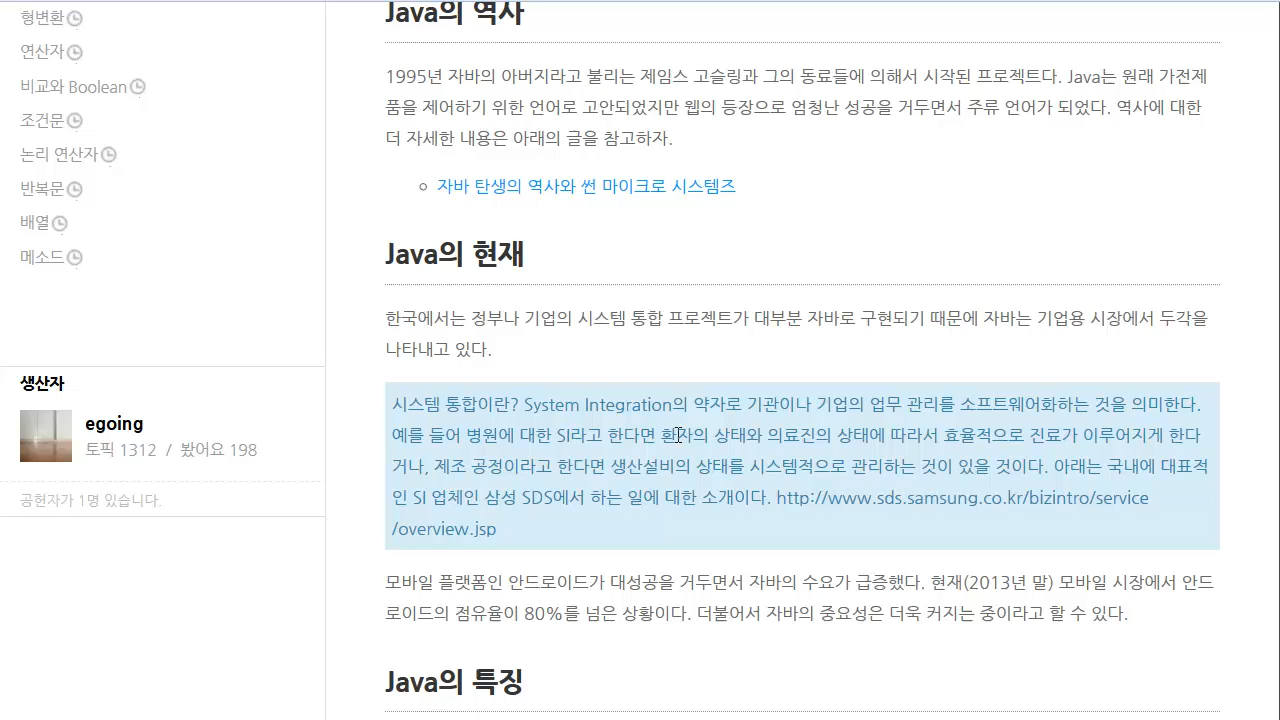 형변환
연산자
비교와 Boolean
조건문
논리 연산자
반복문
배열
메소드
생산자
egoing
토픽 1312 / 봤어요 198
공헌자가 1명 있습니다.
Java의 역사
1995년 자바의 아버지라고 불리는 제임스 고슬링과 그의 동료들에 의해서 시작된 프로젝트다. Java는 원래 가전제
품을 제어하기 위한 언어로 고안되었지만 웹의 등장으로 엄청난 성공을 거두면서 주류 언어가 되었다. 역사에 대한
더 자세한 내용은 아래의 글을 참고하자.
자바 탄생의 역사와 썬 마이크로 시스템즈
Java의 현재
한국에서는 정부나 기업의 시스템 통합 프로젝트가 대부분 자바로 구현되기 때문에 자바는 기업용 시장에서 두각을
나타내고 있다.
시스템 통합이란? System Integration의 약자로 기관이나 기업의 업무 관리를 소프트웨어화하는 것을 의미한다.
예를 들어 병원에 대한 SI라고 한다면 환자의 상태와 의료진의 상태에 따라서 효율적으로 진료가 이루어지게 한다
거나, 제조 공정이라고 한다면 생산설비의 상태를 시스템적으로 관리하는 것이 있을 것이다. 아래는 국내에 대표적
인 SI 업체인 삼성 SDS에서 하는 일에 대한 소개이다. http://www.sds.samsung.co.kr/bizintro/service
/overview.jsp
모바일 플랫폼인 안드로이드가 대성공을 거두면서 자바의 수요가 급증했다. 현재(2013년 말) 모바일 시장에서 안드
로이드의 점유율이 80%를 넘은 상황이다. 더불어서 자바의 중요성은 더욱 커지는 중이라고 할 수 있다.
Java의 특징